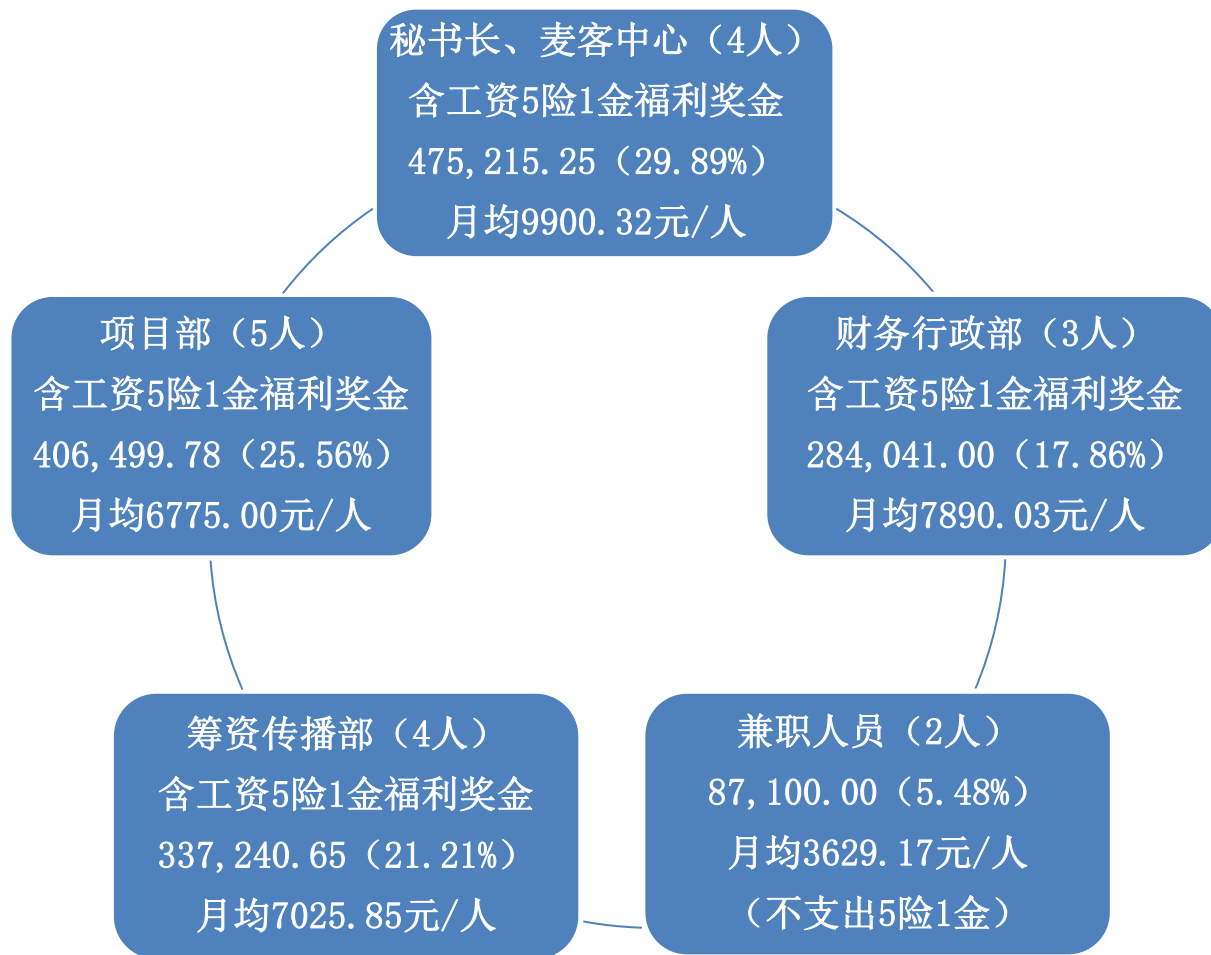 秘书长、麦客中心（4人）
含工资5险1金福利奖金
475,215.25（29.89%）
月均9900.32元/人
项目部（5人）
含工资5险1金福利奖金
406,499.78（25.56%）
月均6775.00元/人
财务行政部（3人）
含工资5险1金福利奖金
284,041.00（17.86%）
月均7890.03元/人
筹资传播部（4人）
含工资5险1金福利奖金
337,240.65（21.21%）
月均7025.85元/人
兼职人员（2人）
87,100.00（5.48%）
月均3629.17元/人
（不支出5险1金）